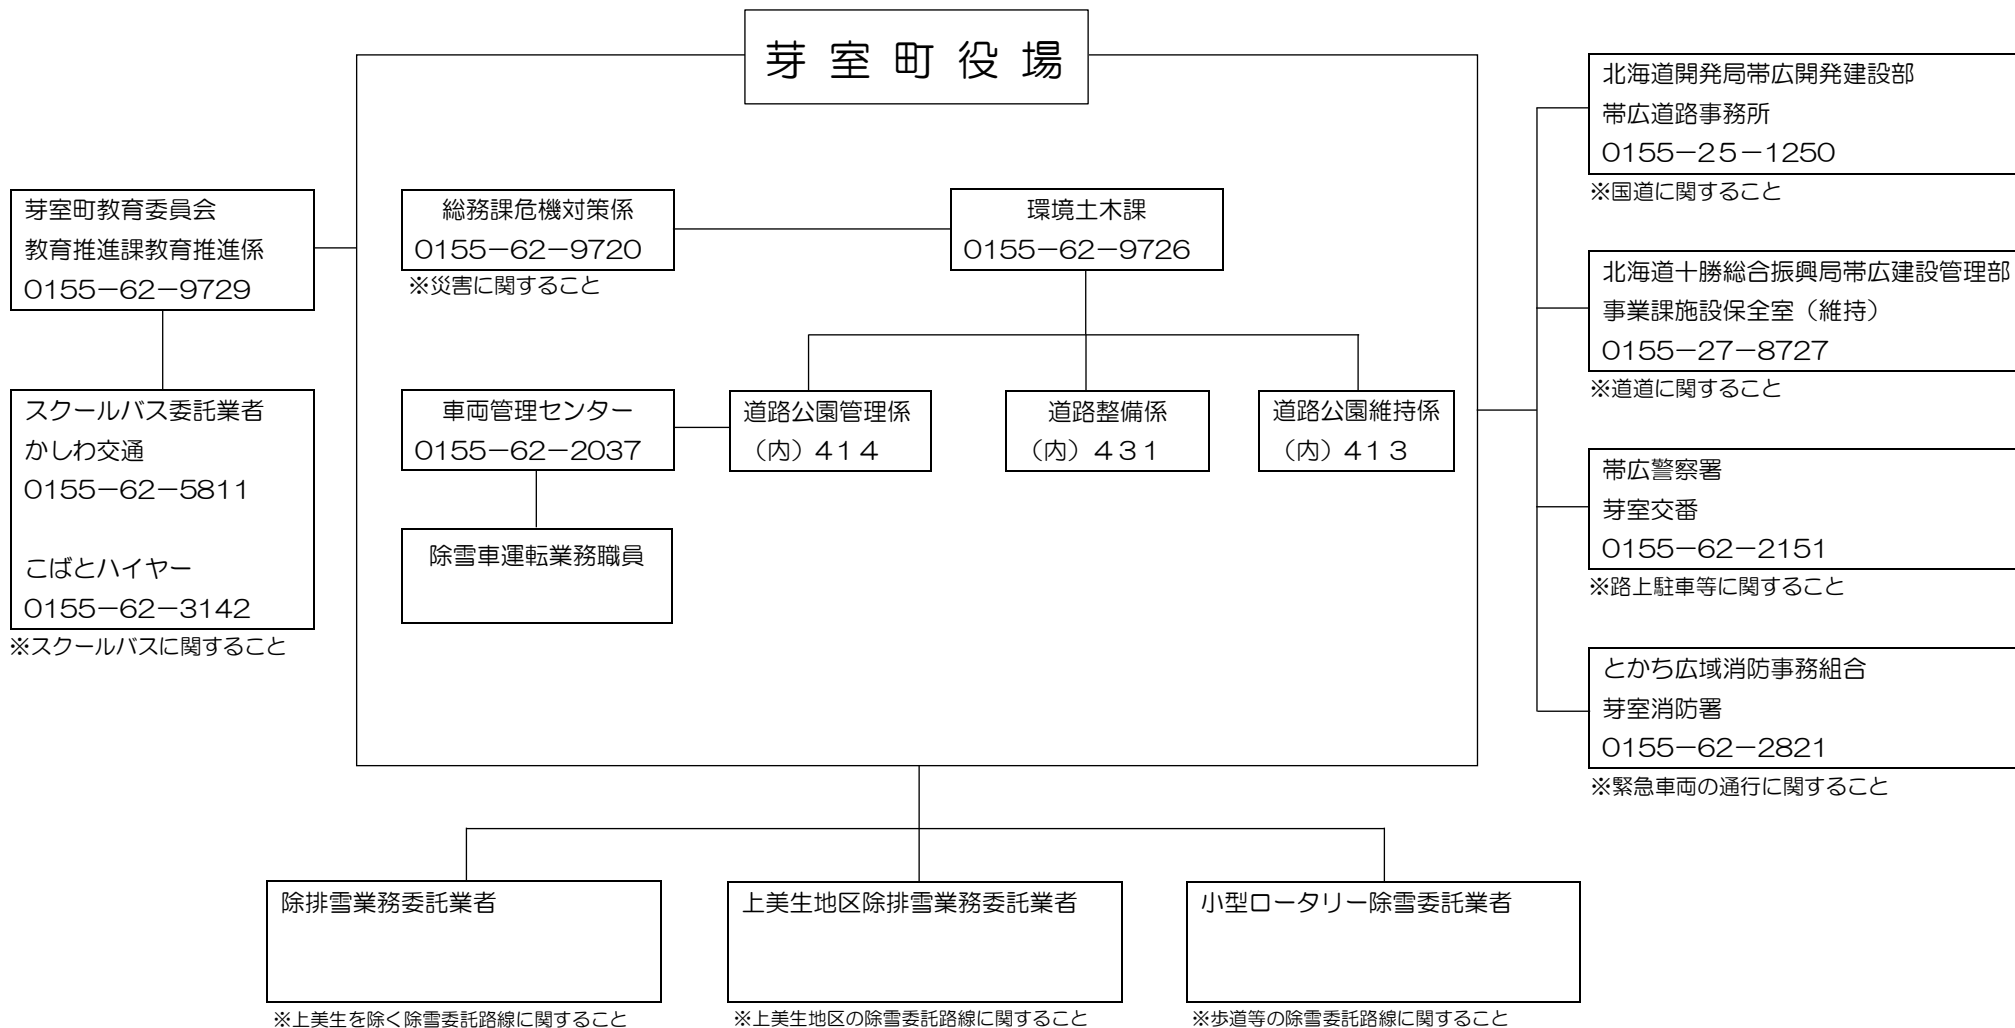 芽室町役場
芽室町教育委員会
教育推進課教育推進係
0155－62－9729
スクールバス委託業者
かしわ交通
0155－62－5811
こばとハイヤー
0155－62－3142
※スクールバスに関すること
総務課危機対策係
0155－62－9720
※災害に関すること
環境土木課
0155－62－9726
車両管理センター
0155－62－2037
道路公園管理係
（内）４１４
道路整備係
（内）４３１
道路公園維持係
（内）４１３
除雪車運転業務職員
北海道開発局帯広開発建設部
帯広道路事務所
0155－２５－1250
※国道に関すること
北海道十勝総合振興局帯広建設管理部
事業課施設保全室（維持）
0155－27－8727
※道道に関すること
帯広警察署
芽室交番
0155－62－2151
※路上駐車等に関すること
とかち広域消防事務組合
芽室消防署
0155－62－2821
※緊急車両の通行に関すること
除排雪業務委託業者
※上美生を除く除雪委託路線に関すること
上美生地区除排雪業務委託業者
※上美生地区の除雪委託路線に関すること
小型ロータリー除雪委託業者
※歩道等の除雪委託路線に関すること